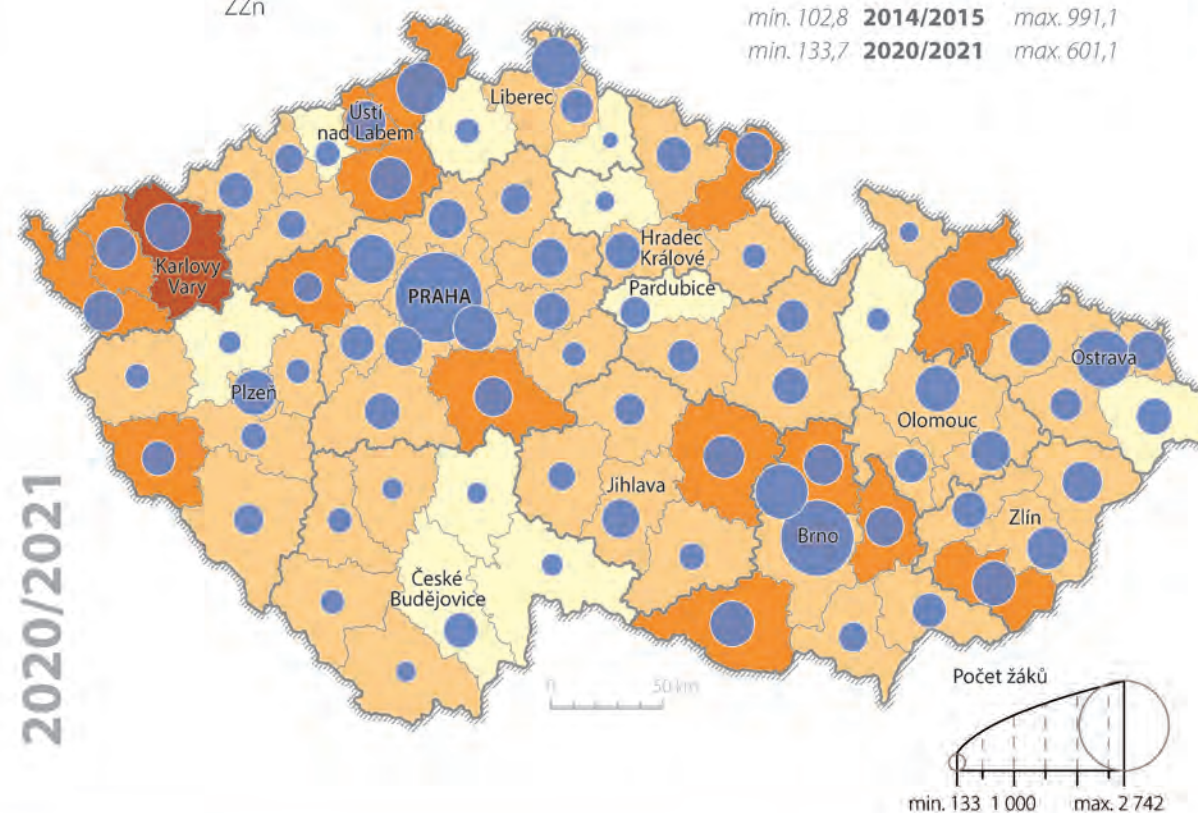 ZZn
min. 102,8 2014/2015 max. 991,1
min. 133,7 2020/2021 max. 601,1
Liberec
Ústí
nad Labem
Karlovy
Vary
PRAHA
Hradec
Králové
Pardubice
Plzeň
Ostrava
Olomouc
Jihlava
Brno
Zlín
České
Budějovice
2020/2021
0 50 km
Počet žáků
min. 133 1 000 max. 2 742